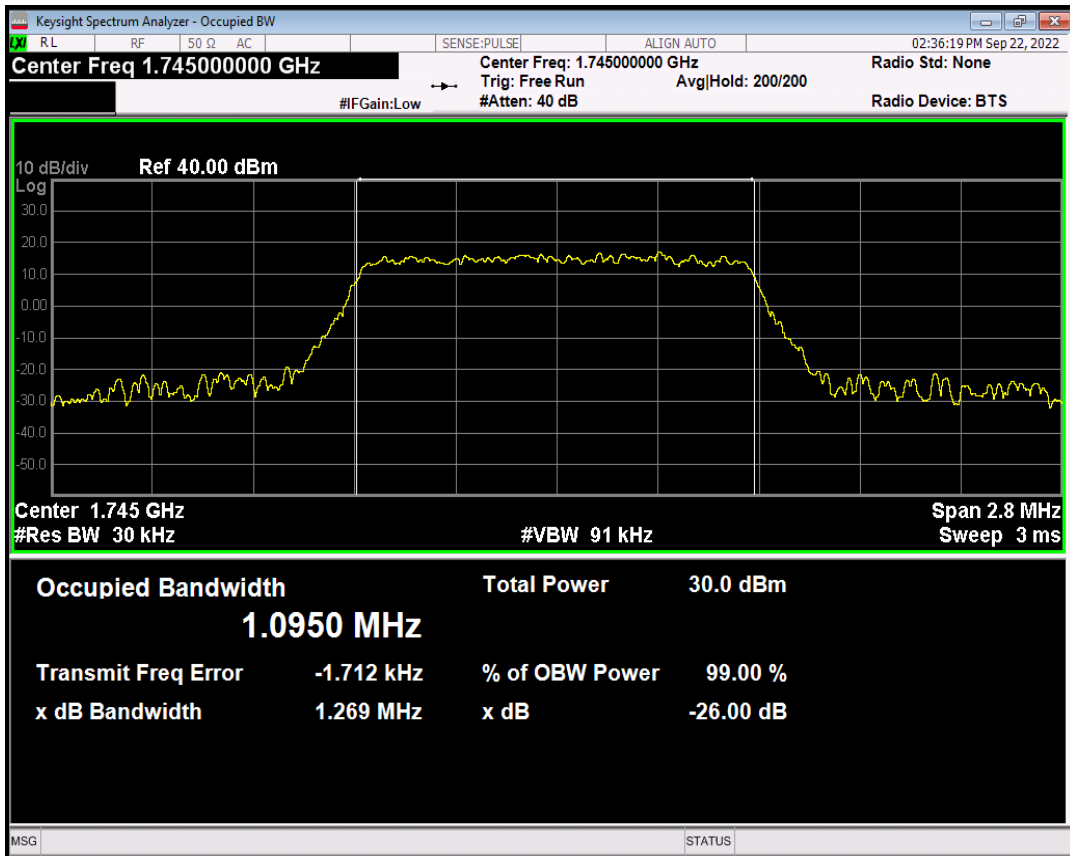 Keysight Spectrum Analyzer - Occupied BW
LXI RL RF 50 Ω AC SENSE:PULSE ALIGN AUTO 02:36:19 PM Sep 22, 2022
Center Freq 1.745000000 GHz Center Freq: 1.745000000 GHz Radio Std: None
Trig: Free Run Avg|Hold: 200/200
#IFGain:Low #Atten: 40 dB Radio Device: BTS
10 dB/div Ref 40.00 dBm
Log
30.0
20.0
10.0
0.00
-10.0
-20.0
-30.0
-40.0
-50.0
Center 1.745 GHz Span 2.8 MHz
#Res BW 30 kHz #VBW 91 kHz Sweep 3 ms
Occupied Bandwidth Total Power 30.0 dBm
1.0950 MHz
Transmit Freq Error -1.712 kHz % of OBW Power 99.00 %
x dB Bandwidth 1.269 MHz x dB -26.00 dB
MSG STATUS